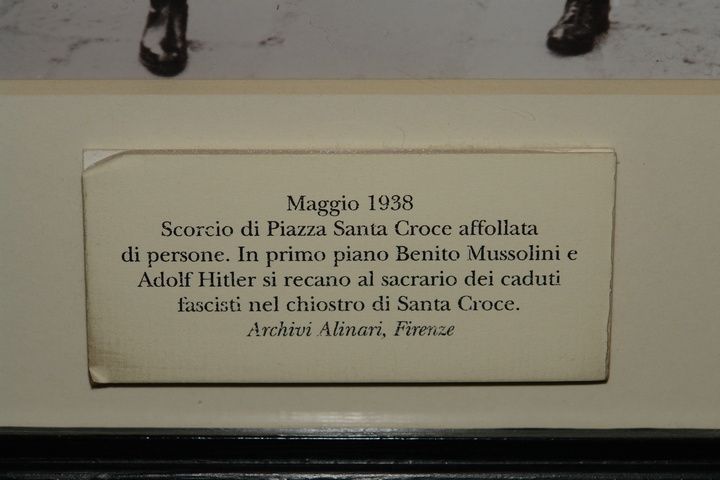 Maggio 1938
Scorcio di Piazza Santa Croce affollata
di persone. In primo piano Benito Mussolini e
Adolf Hitler si recano al sacrario dei caduti
fascisti nel chiostro di Santa Croce.
Archivi Alinari, Firenze